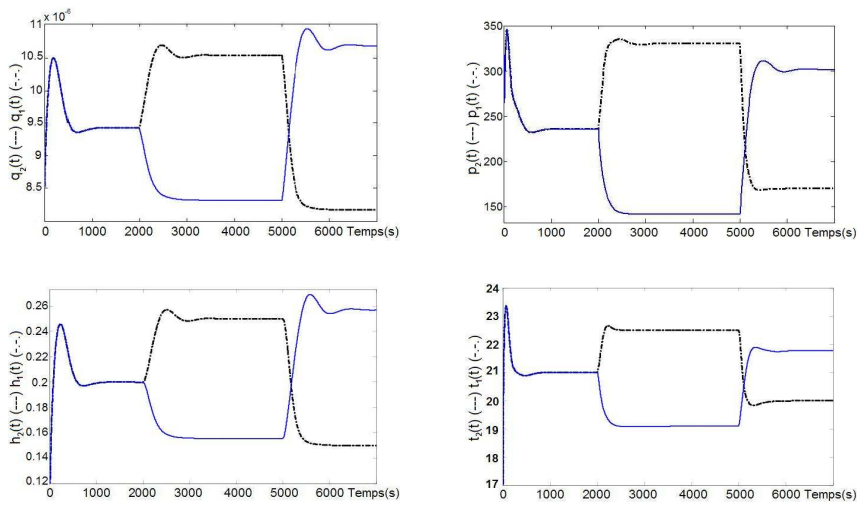 11 x 10⁻⁶
10.5
10
9.5
9
8.5
q₂(t) (---) q₁(t) (-.-.)
0 1000 2000 3000 4000 5000 6000 Temps(s)
350
300
250
200
150
p₂(t) (---) p₁(t) (-.-.)
0 1000 2000 3000 4000 5000 6000 Temps(s)
0.26
0.24
0.22
0.2
0.18
0.16
0.14
0.12
h₂(t) (---) h₁(t) (-.-.)
0 1000 2000 3000 4000 5000 6000 Temps(s)
24
23
22
21
20
19
18
17
t₂(t) (---) t₁(t) (-.-.)
0 1000 2000 3000 4000 5000 6000 Temps(s)